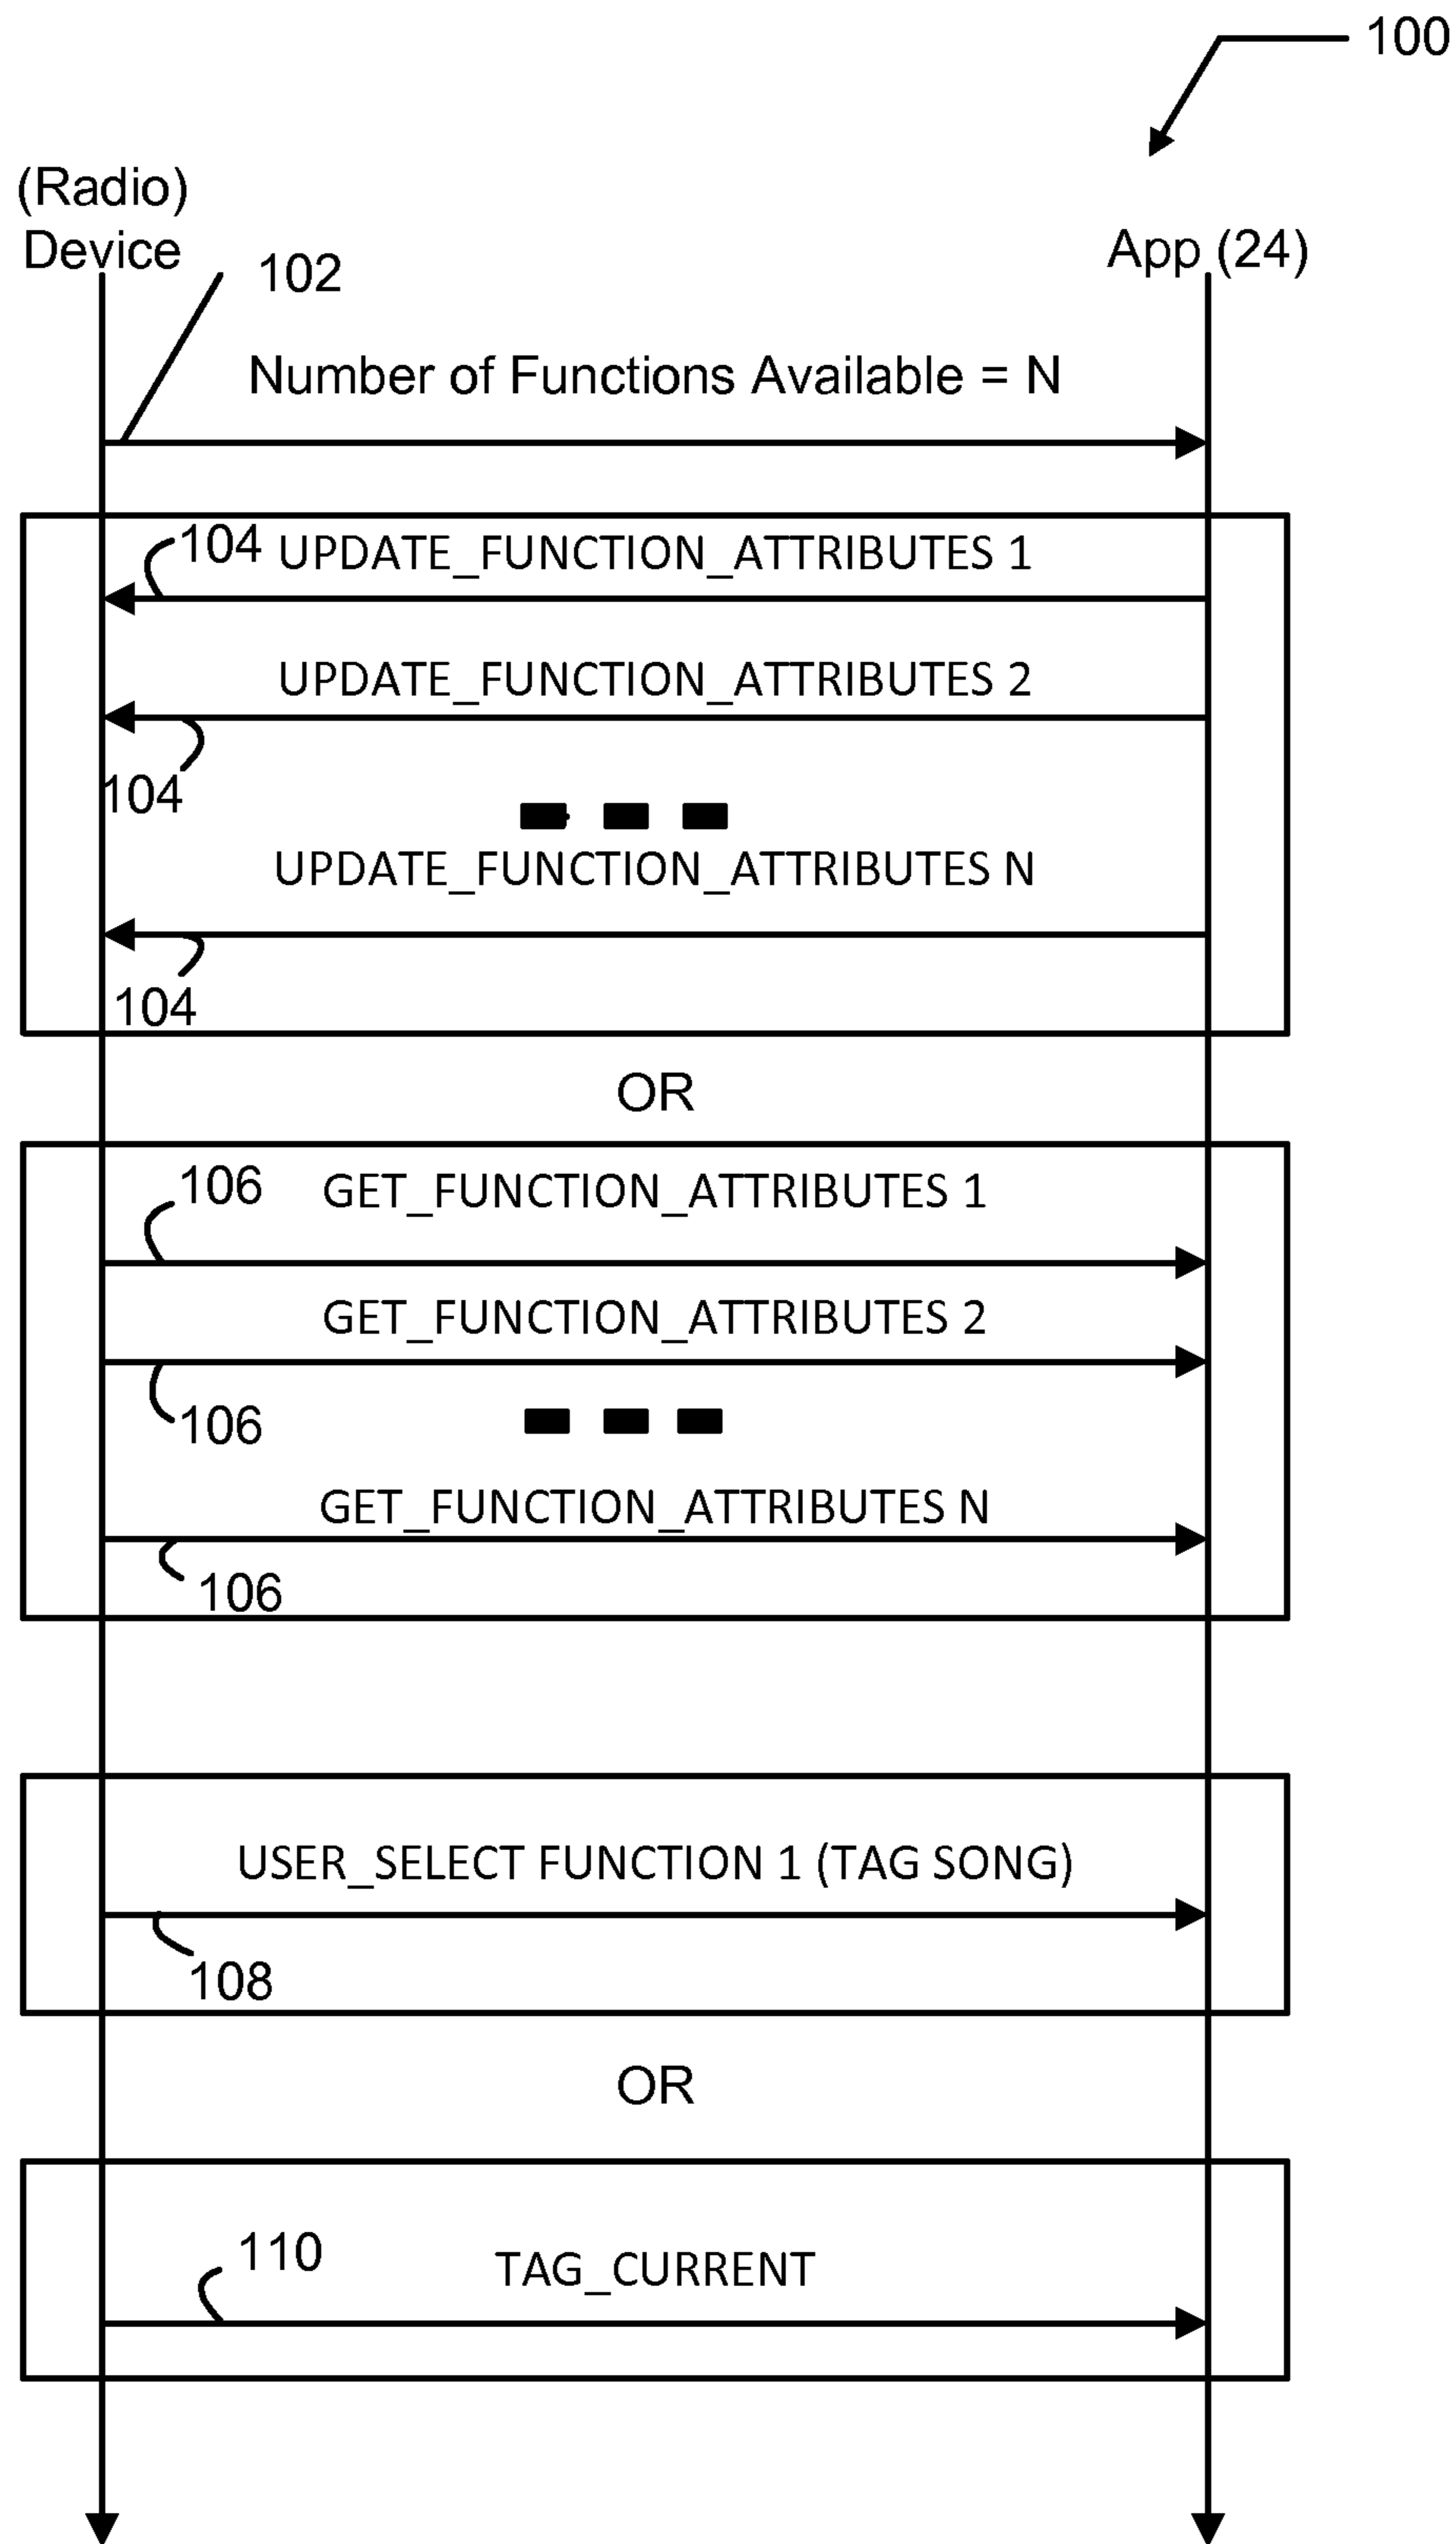 100
(Radio)
Device
App (24)
102
Number of Functions Available = N
104
UPDATE_FUNCTION_ATTRIBUTES 1
UPDATE_FUNCTION_ATTRIBUTES 2
104
UPDATE_FUNCTION_ATTRIBUTES N
104
OR
106
GET_FUNCTION_ATTRIBUTES 1
GET_FUNCTION_ATTRIBUTES 2
106
GET_FUNCTION_ATTRIBUTES N
106
USER_SELECT FUNCTION 1 (TAG SONG)
108
OR
110
TAG_CURRENT